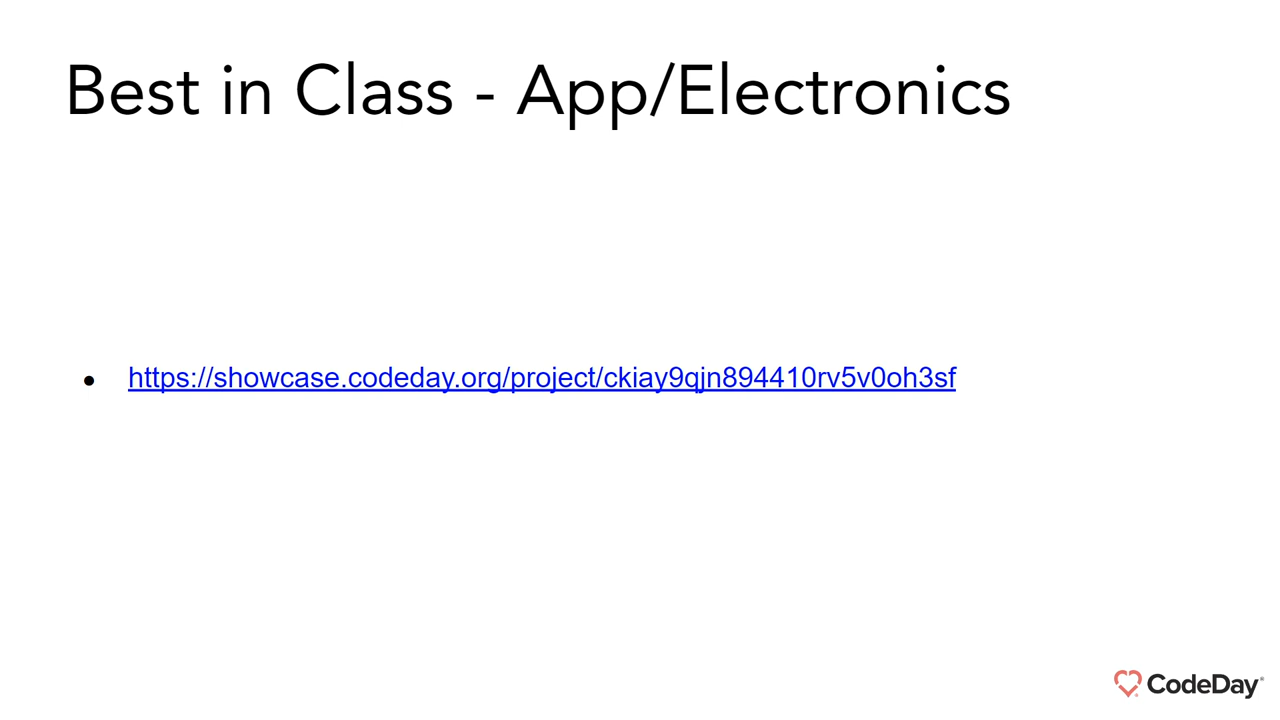 Best in Class - App/Electronics
● https://showcase.codeday.org/project/ckiay9qjn894410rv5v0oh3sf
CodeDay®